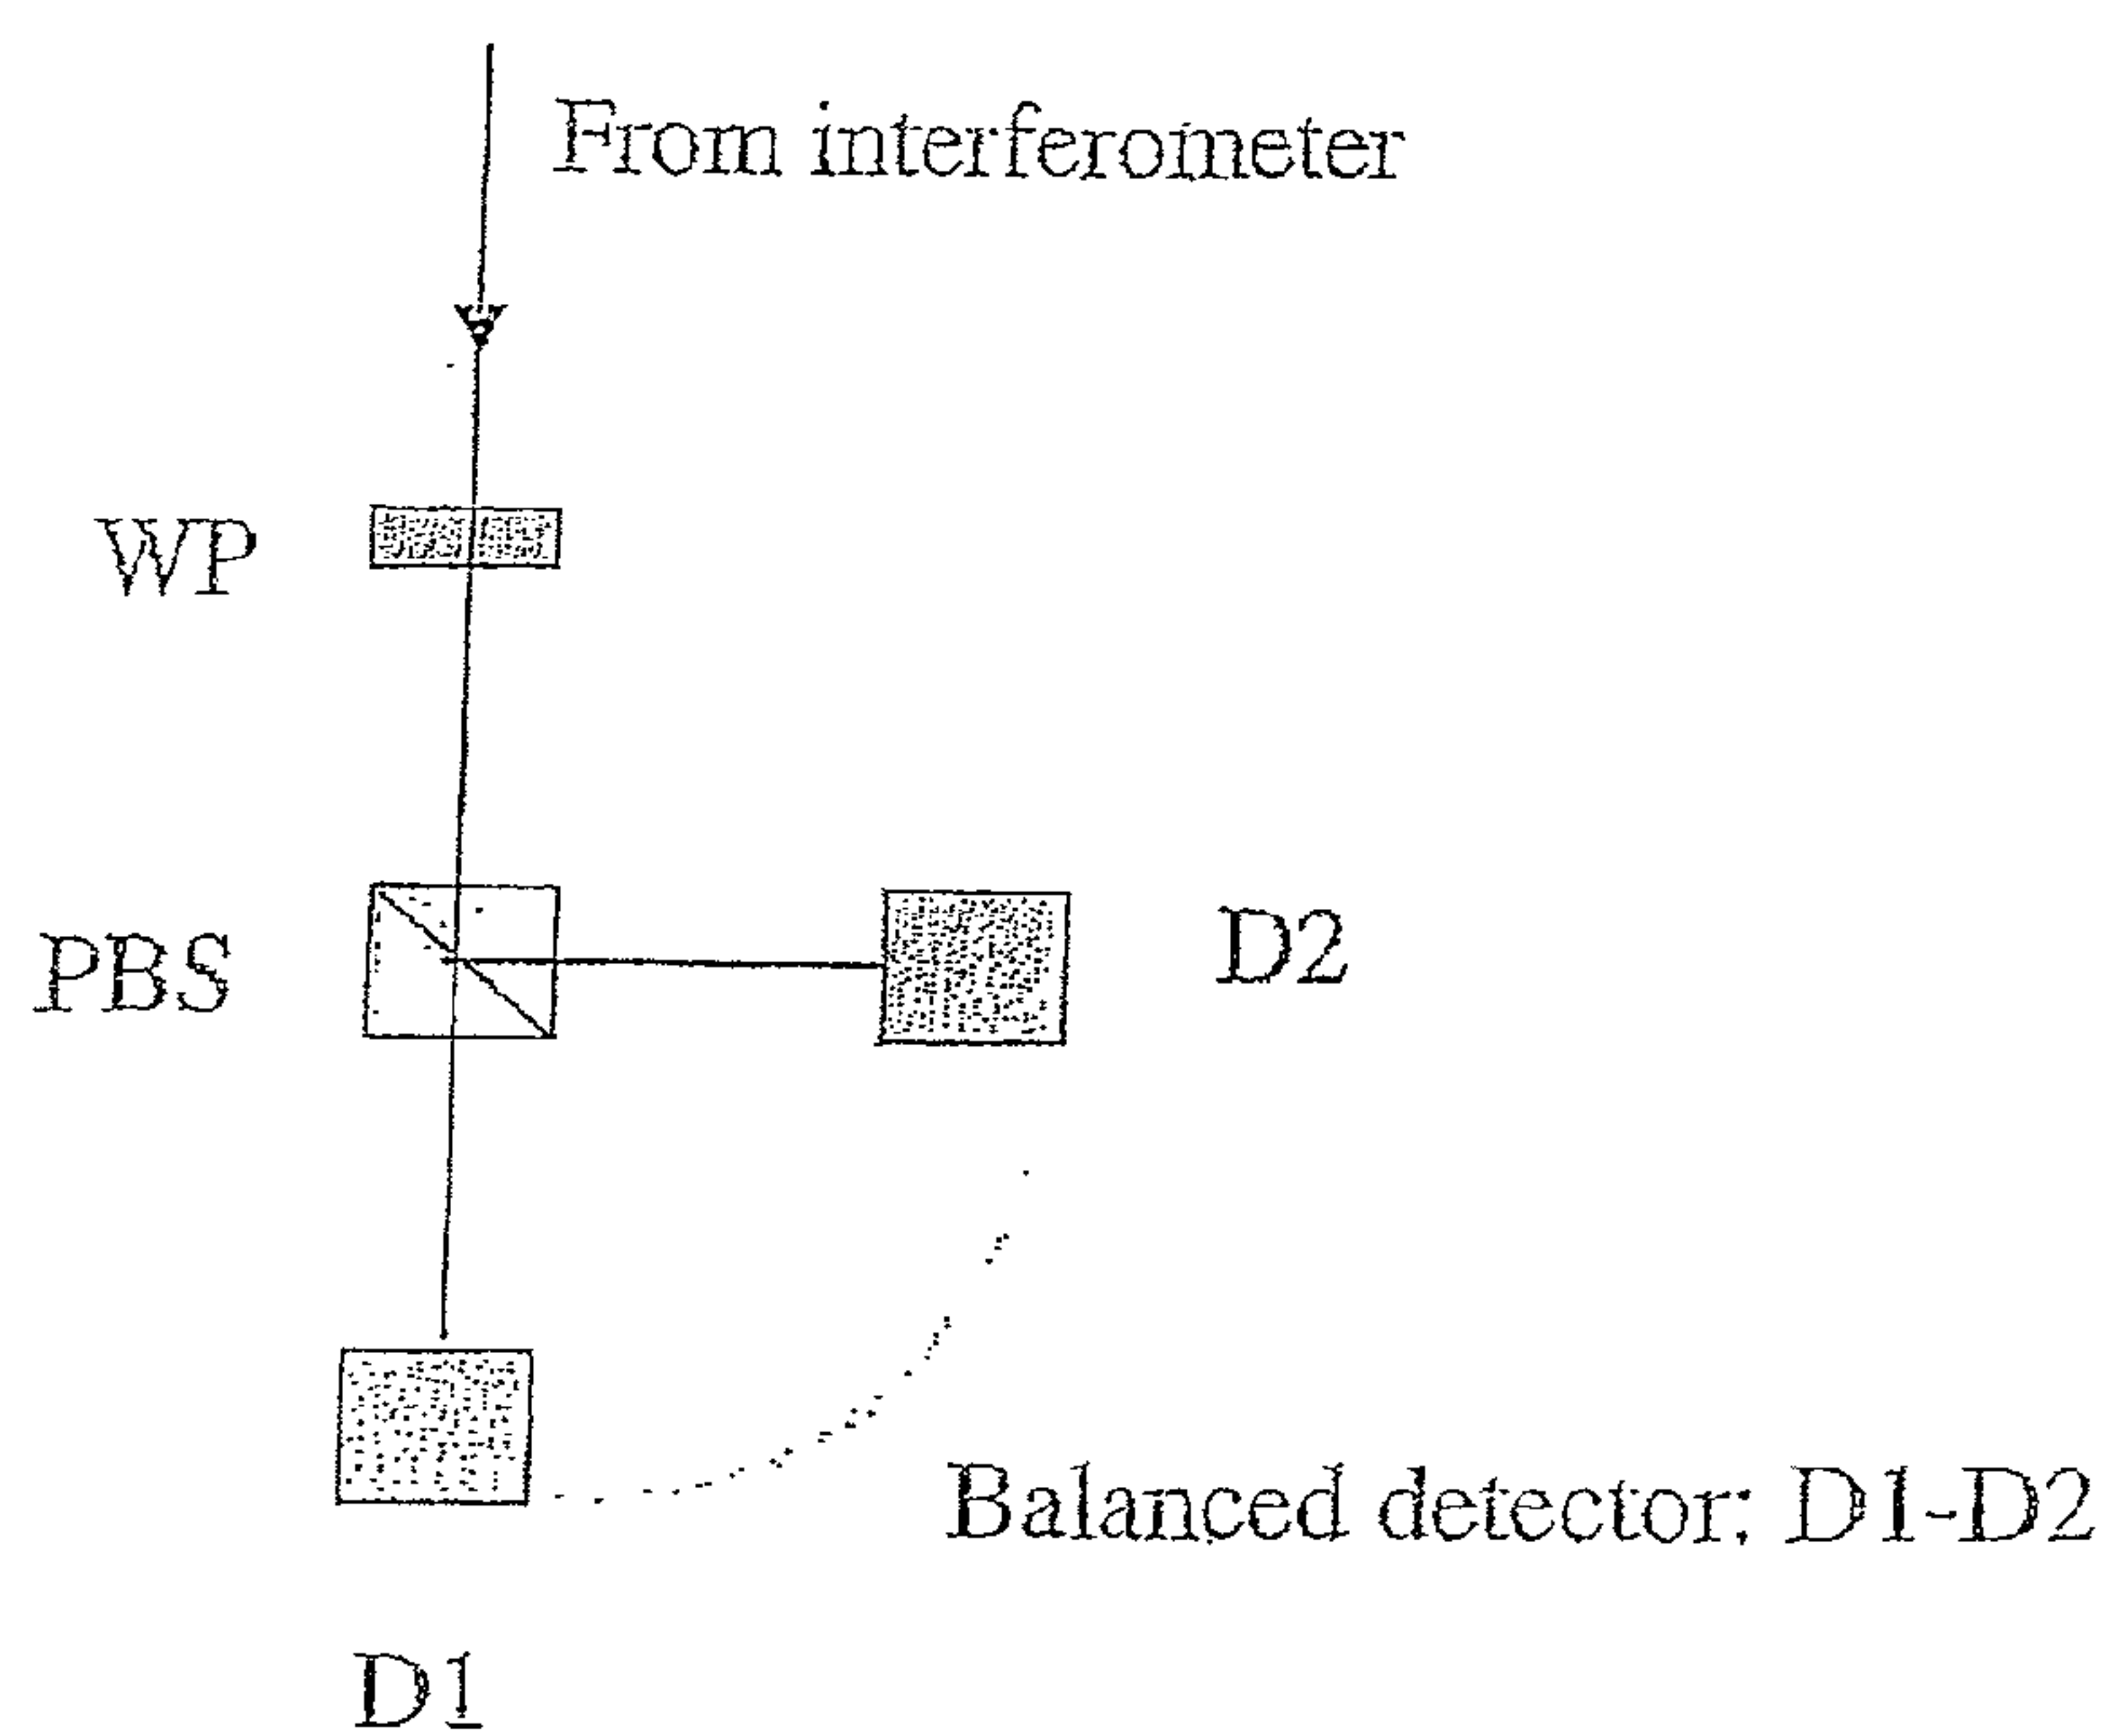 From interferometer
WP
PBS
D2
Balanced detector: D1-D2
D1